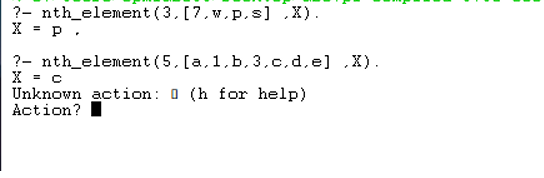 ?- nth_element(3,[7,w,p,s] ,X).
X = p .
?- nth_element(5,[a,1,b,3,c,d,e] ,X).
X = c
Unknown action: ▯ (h for help)
Action?